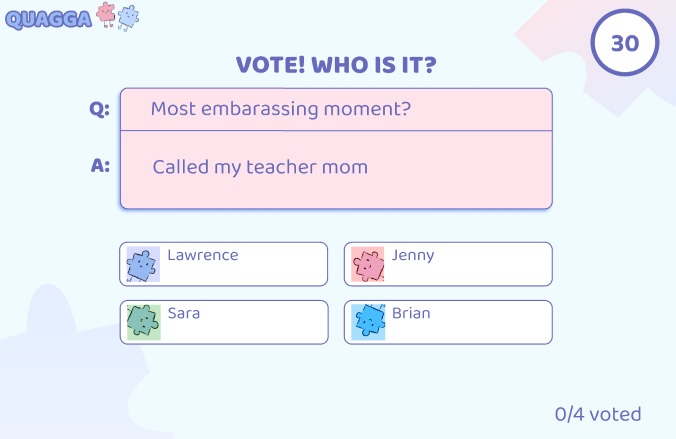 QUAGGA
30
VOTE! WHO IS IT?
Q: Most embarassing moment?
A: Called my teacher mom
Lawrence
Jenny
Sara
Brian
0/4 voted